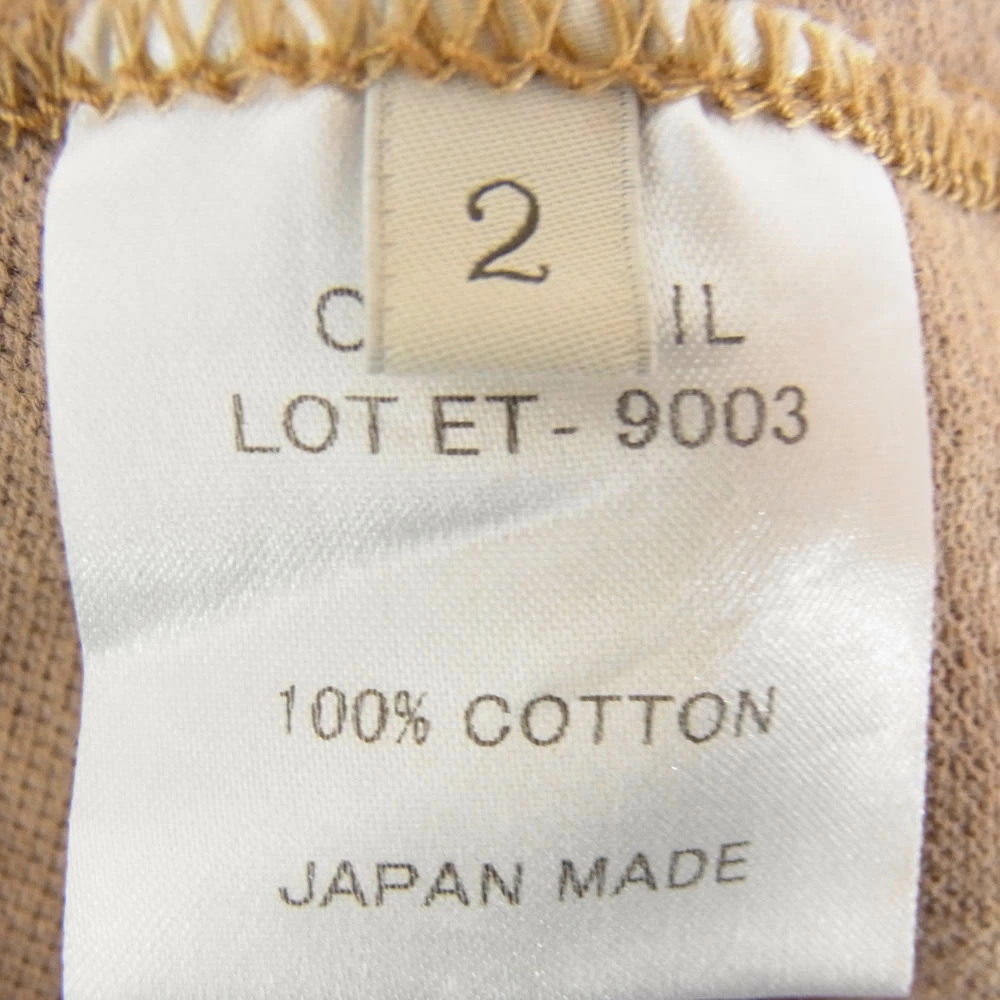 2
LOT ET- 9003
100% COTTON
JAPAN MADE